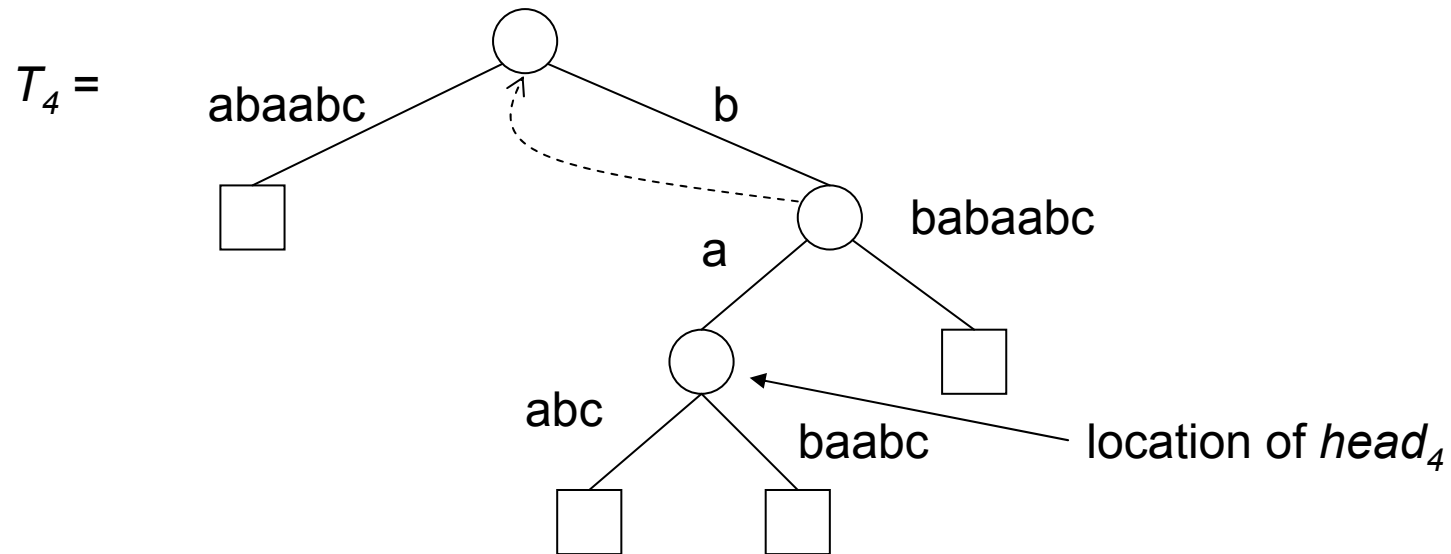 T₄ =
abaabc
b
babaabc
a
abc
baabc
location of head₄